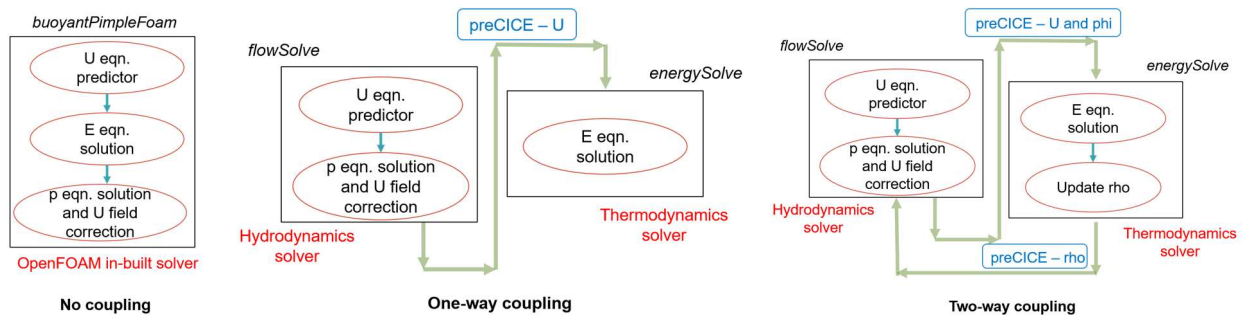 buoyantPimpleFoam
U eqn.
predictor
E eqn.
solution
p eqn. solution
and U field
correction
OpenFOAM in-built solver
No coupling
preCICE – U
flowSolve
U eqn.
predictor
p eqn. solution
and U field
correction
Hydrodynamics
solver
energySolve
E eqn.
solution
Thermodynamics
solver
One-way coupling
preCICE – U and phi
flowSolve
U eqn.
predictor
p eqn. solution
and U field
correction
Hydrodynamics
solver
energySolve
E eqn.
solution
Update rho
Thermodynamics
solver
preCICE – rho
Two-way coupling